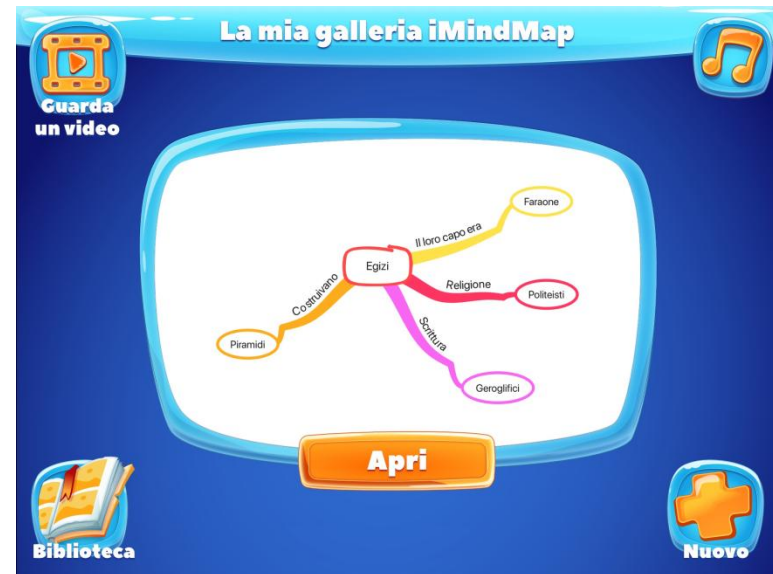 La mia galleria iMindMap
Guarda
un video
Faraone
Il loro capo era
Egizi
Religione
Politeisti
Costruivano
Scrittura
Piramidi
Geroglifici
Apri
Biblioteca
Nuovo